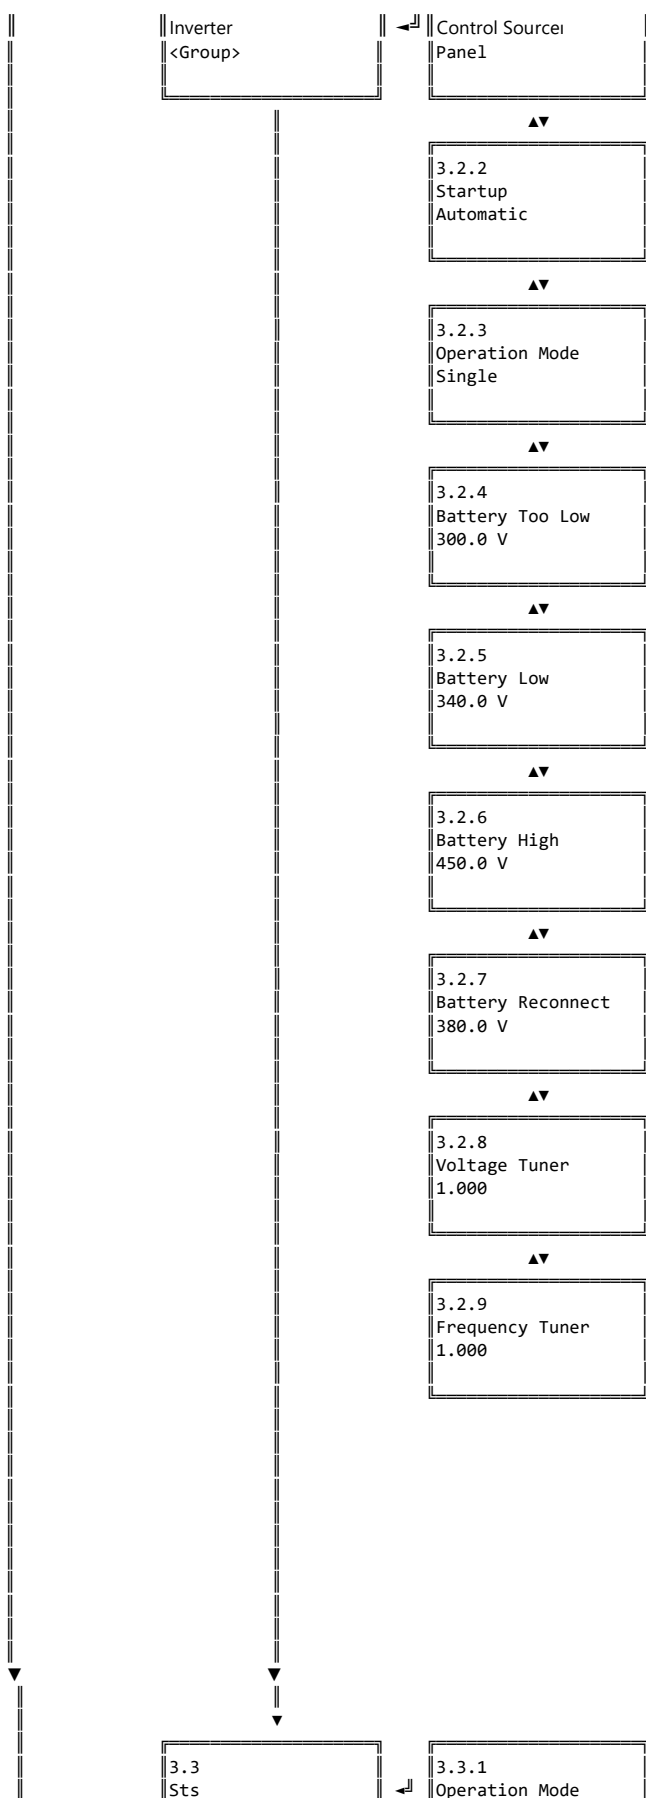 Inverter
<Group>
Control Source
Panel
3.2.2
Startup
Automatic
3.2.3
Operation Mode
Single
3.2.4
Battery Too Low
300.0 V
3.2.5
Battery Low
340.0 V
3.2.6
Battery High
450.0 V
3.2.7
Battery Reconnect
380.0 V
3.2.8
Voltage Tuner
1.000
3.2.9
Frequency Tuner
1.000
3.3
Sts
3.3.1
Operation Mode